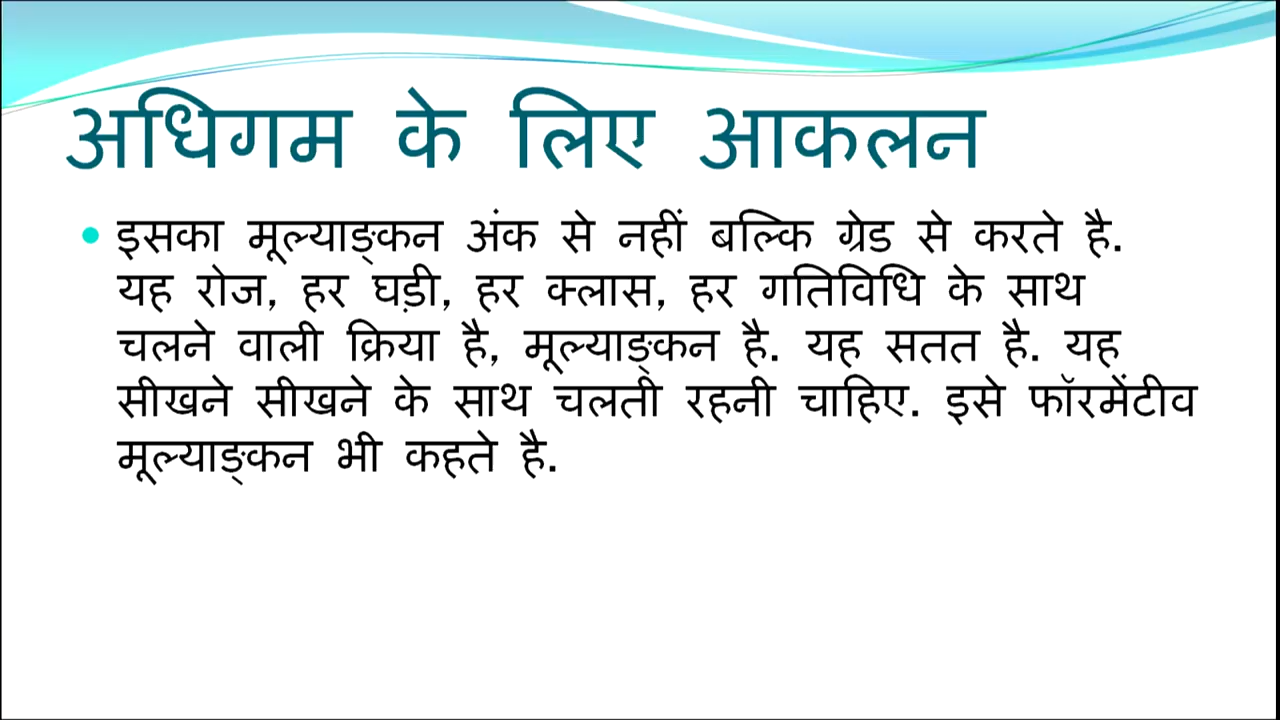 अधिगम के लिए आकलन
इसका मूल्याङ्कन अंक से नहीं बल्कि ग्रेड से करते है.
यह रोज, हर घड़ी, हर क्लास, हर गतिविधि के साथ
चलने वाली क्रिया है, मूल्याङ्कन है. यह सतत है. यह
सीखने सीखने के साथ चलती रहनी चाहिए. इसे फॉरमेंटीव
मूल्याङ्कन भी कहते है.